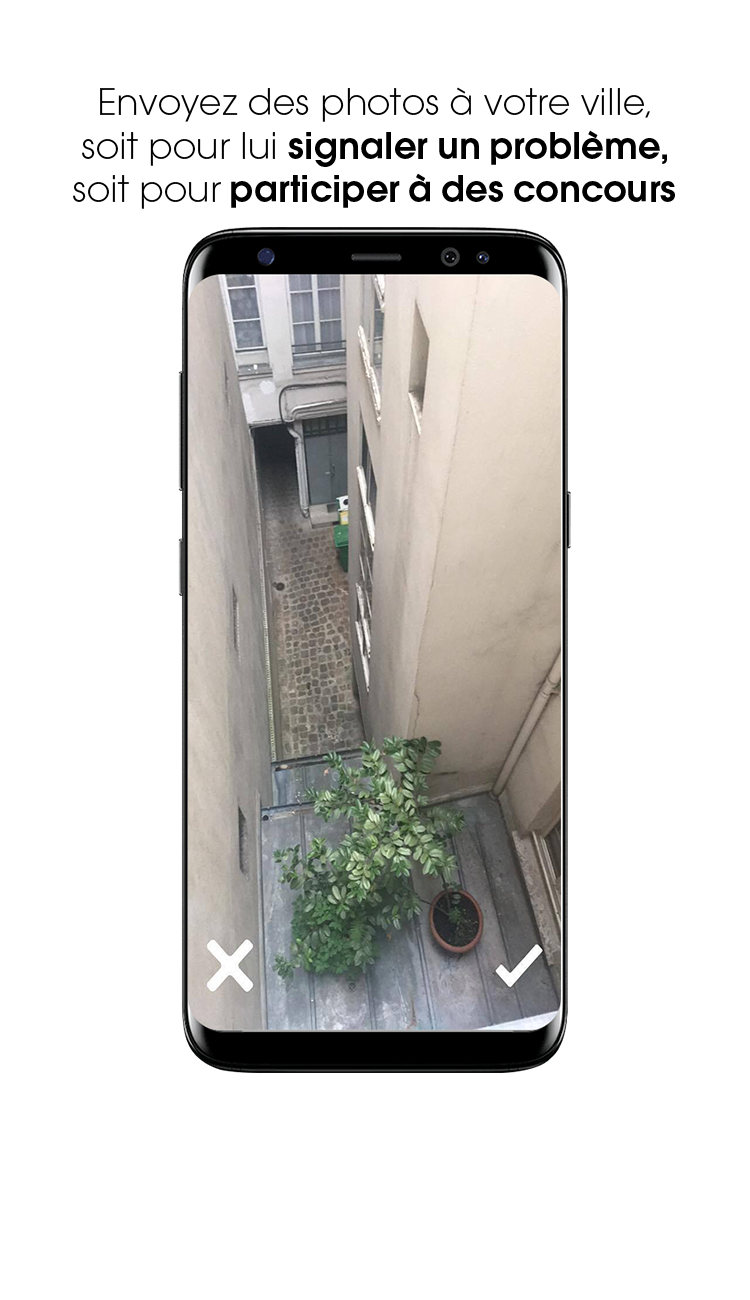 Envoyez des photos à votre ville,
soit pour lui signaler un problème,
soit pour participer à des concours